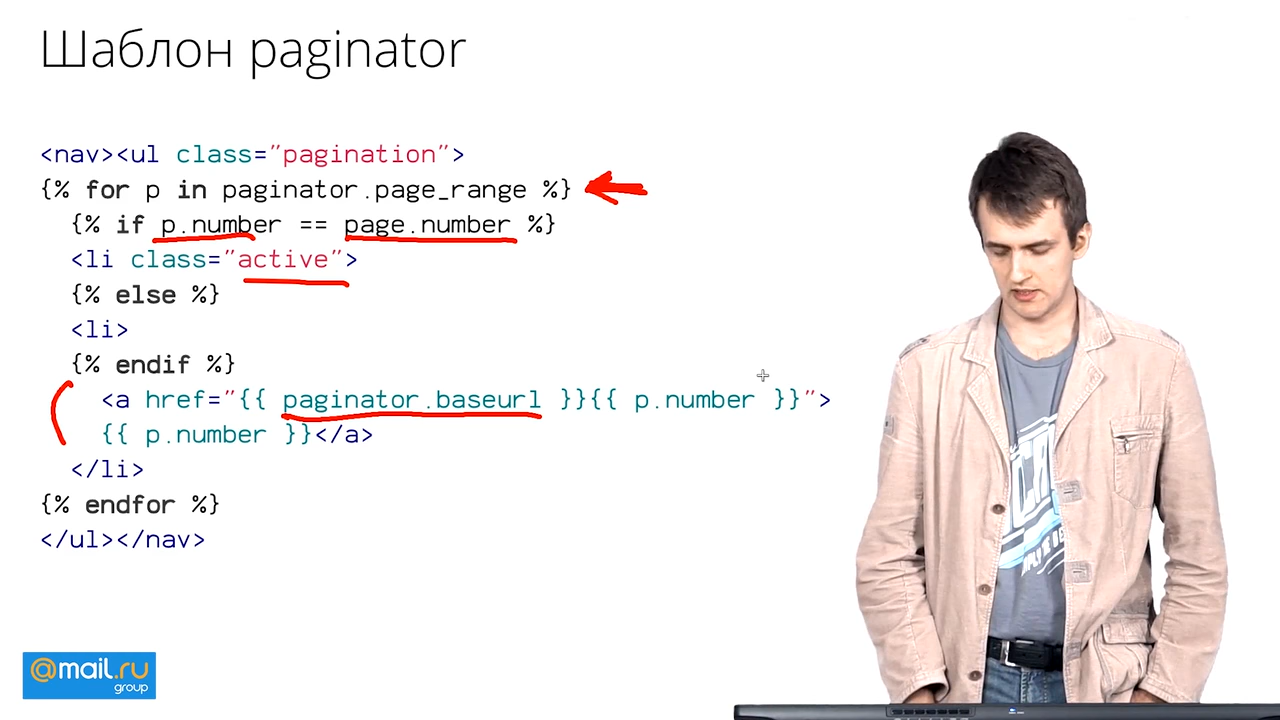 Шаблон paginator
<nav><ul class="pagination">
{% for p in paginator.page_range %}
{% if p.number == page.number %}
<li class="active">
{% else %}
<li>
{% endif %}
<a href="{{ paginator.baseurl }}{{ p.number }}">
{{ p.number }}</a>
</li>
{% endfor %}
</ul></nav>
@mail.ru
group